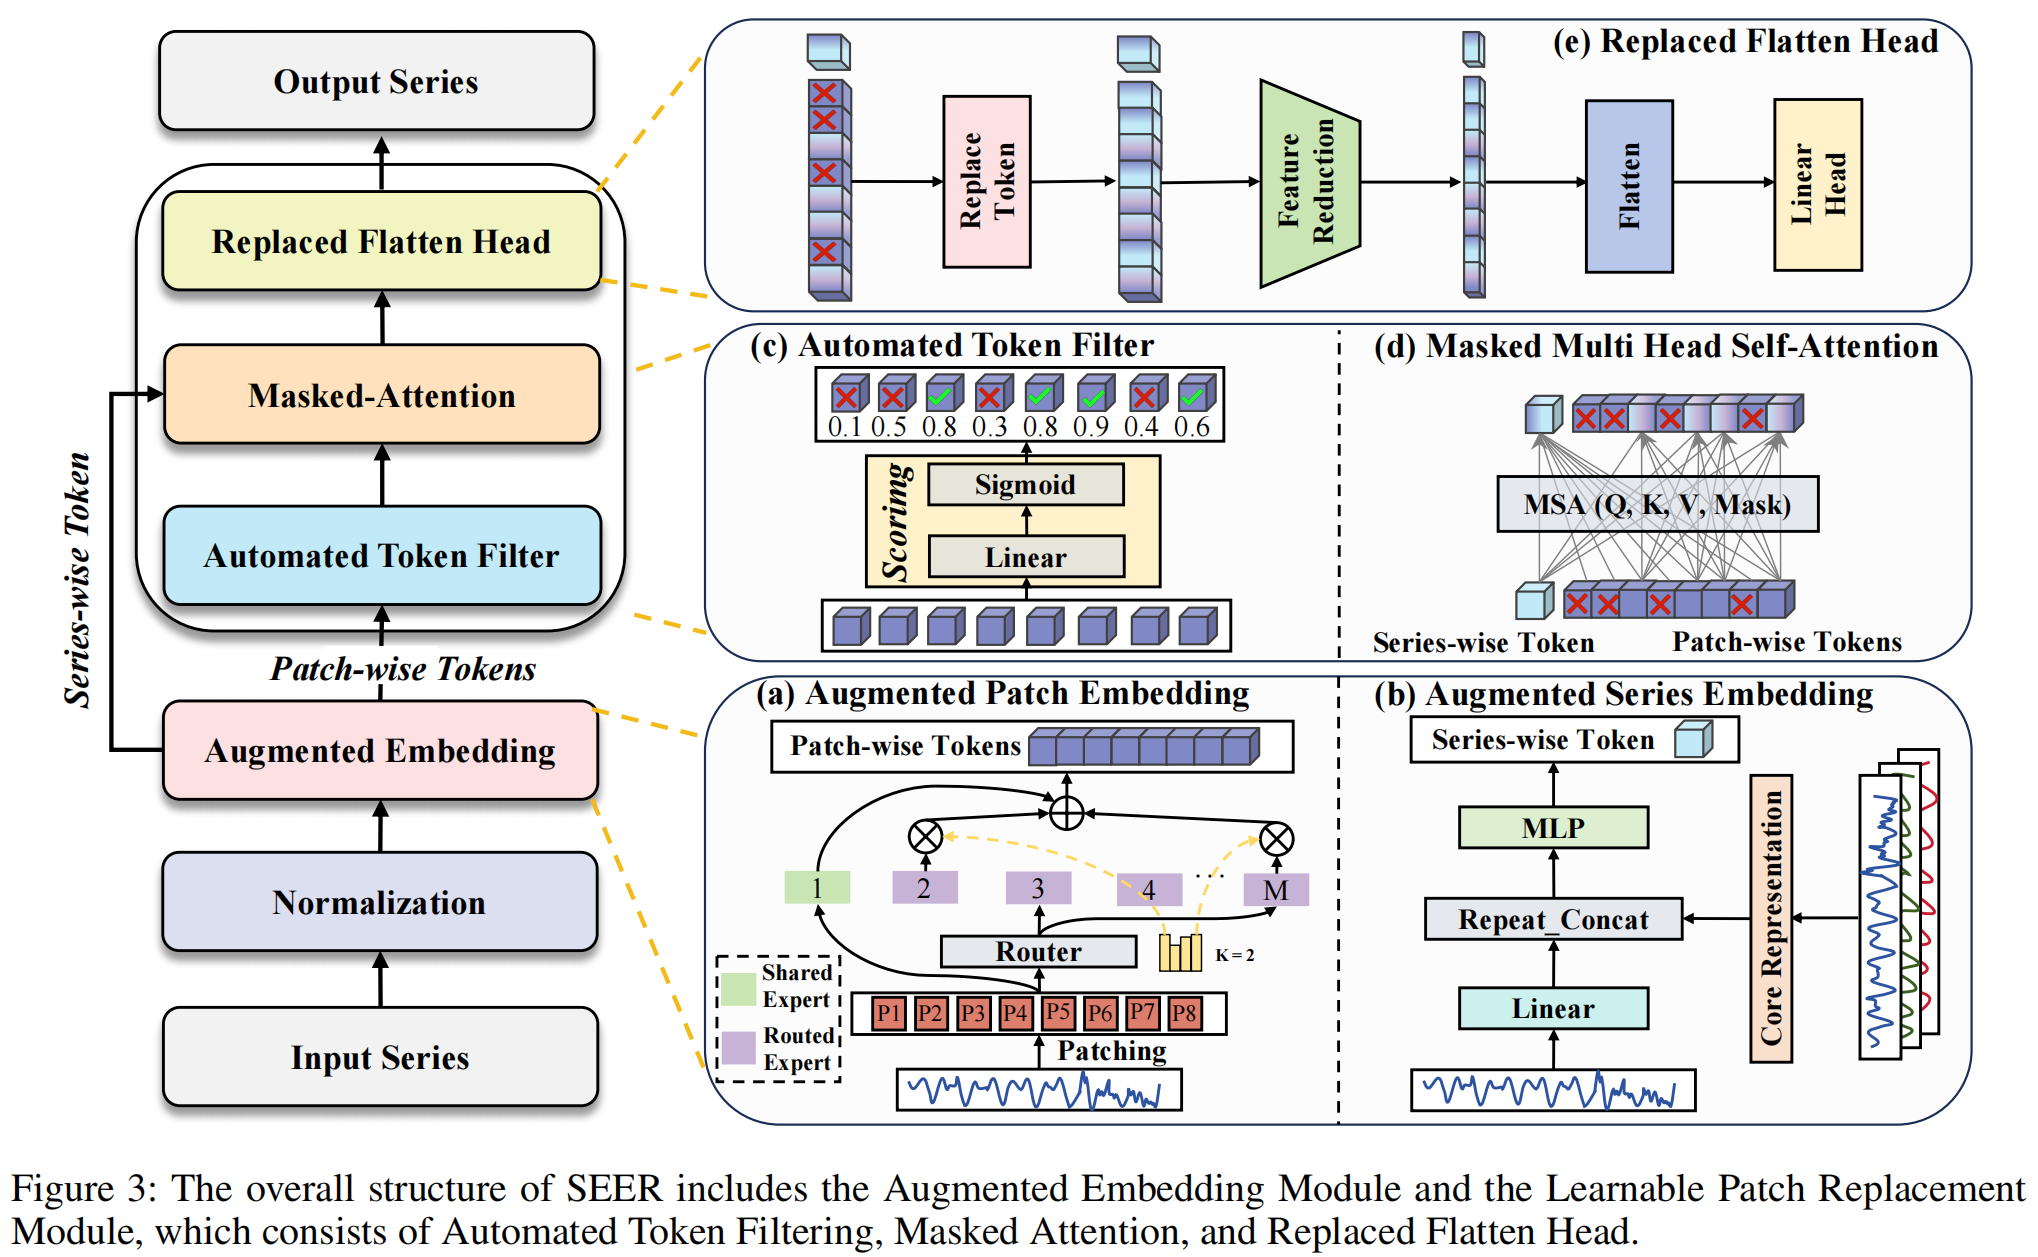 Output Series
Replaced Flatten Head
Masked-Attention
Automated Token Filter
Series-wise Token
Patch-wise Tokens
Augmented Embedding
Normalization
Input Series
(e) Replaced Flatten Head
Replace
Token
Feature
Reduction
Flatten
Linear
Head
(c) Automated Token Filter
0.1 0.5 0.8 0.3 0.8 0.9 0.4 0.6
Scoring
Sigmoid
Linear
(d) Masked Multi Head Self-Attention
MSA (Q, K, V, Mask)
Series-wise Token
Patch-wise Tokens
(a) Augmented Patch Embedding
Patch-wise Tokens
1 2 3 4 ... M
Router
K = 2
Shared
Expert
Routed
Expert
P1 P2 P3 P4 P5 P6 P7 P8
Patching
(b) Augmented Series Embedding
Series-wise Token
MLP
Repeat_Concat
Linear
Core Representation
Figure 3: The overall structure of SEER includes the Augmented Embedding Module and the Learnable Patch Replacement
Module, which consists of Automated Token Filtering, Masked Attention, and Replaced Flatten Head.